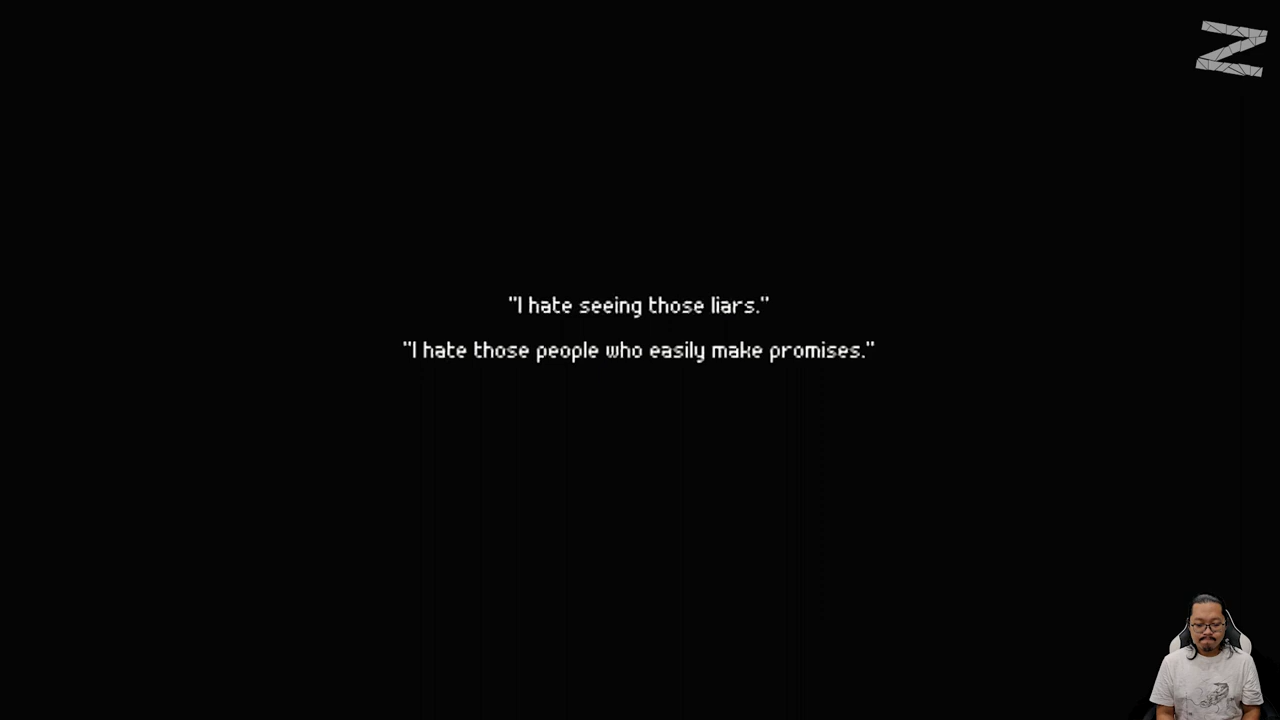 "I hate seeing those liars."
"I hate those people who easily make promises."
Z